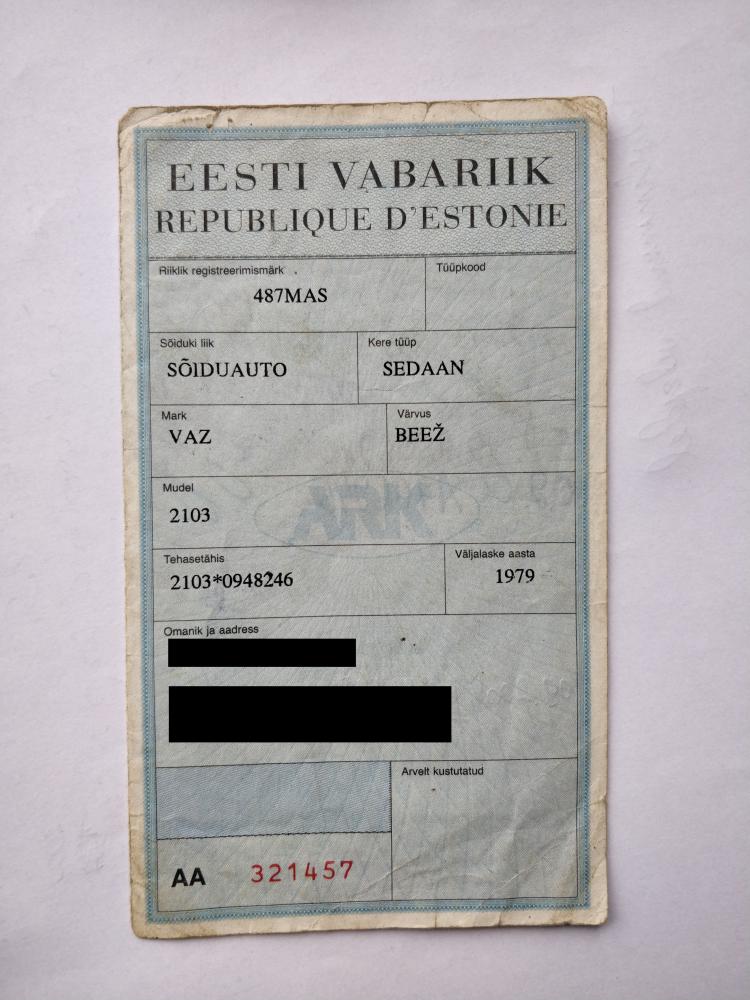 EESTI VABARIIK
REPUBLIQUE D'ESTONIE
Riiklik registreerimismärk
Tüüpkood
487MAS
Sõiduki liik
Kere tüüp
SÕIDUAUTO
SEDAAN
Mark
Värvus
VAZ
BEEŽ
Mudel
2103
ARK
Tehasetähis
Väljalaske aasta
2103*0948246
1979
Omanik ja aadress
Arvelt kustutatud
AA 321457